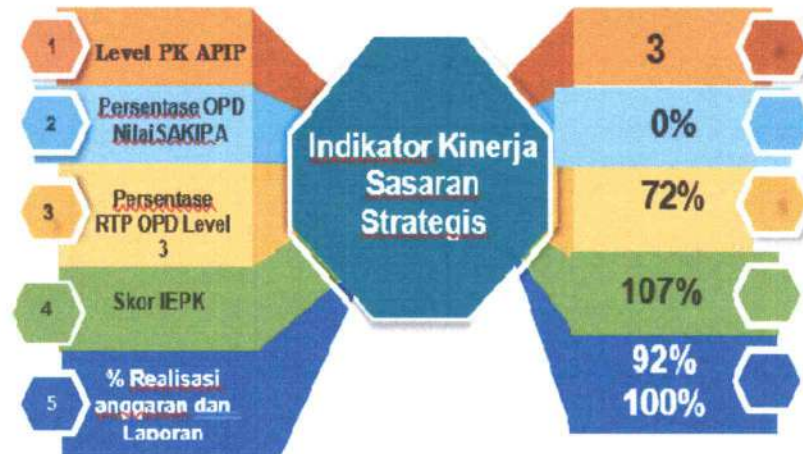 1
Level PK APIP
2
Persentase OPD
Nilai SAKIP A
3
Persentase
RTP OPD Level
3
4
Skor IEPK
5
% Realisasi
anggaran dan
Laporan
Indikator Kinerja
Sasaran
Strategis
3
0%
72%
107%
92%
100%